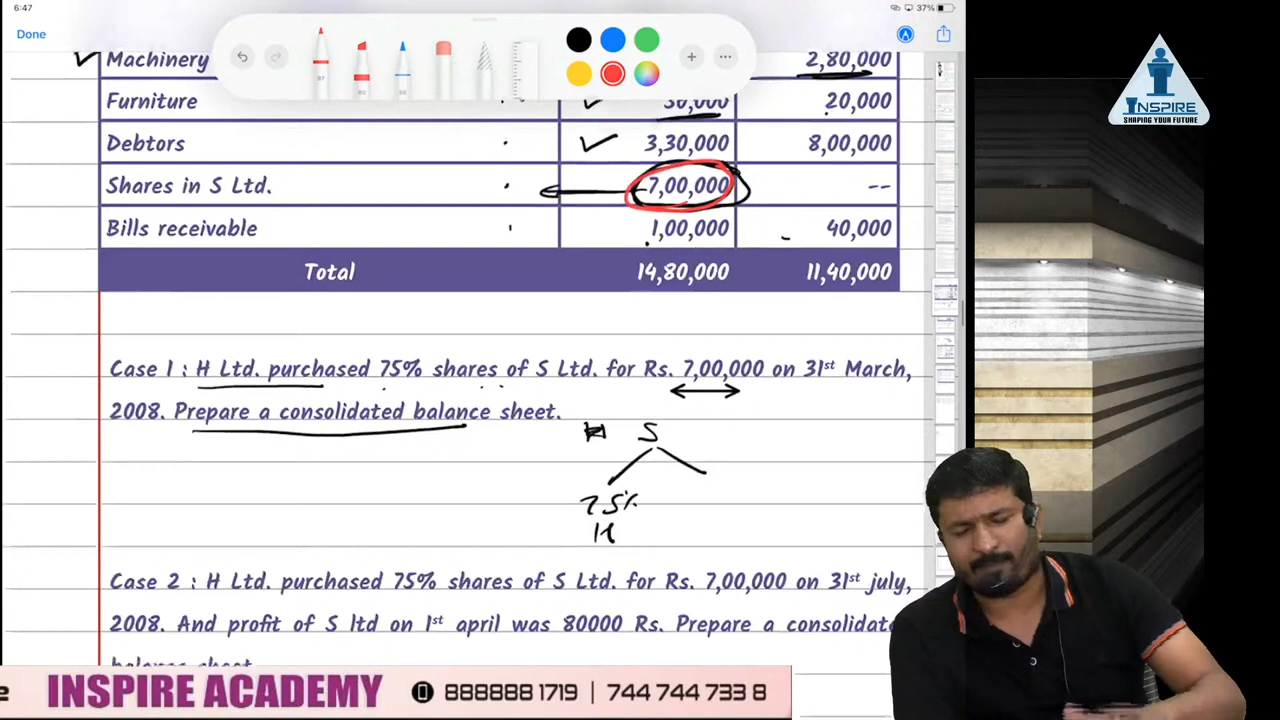 6:47
37%
Done
Machinery 2,80,000
Furniture 30,000 20,000
Debtors 3,30,000 8,00,000
Shares in S Ltd. 7,00,000 --
Bills receivable 1,00,000 40,000
Total 14,80,000 11,40,000
Case 1 : H Ltd. purchased 75% shares of S Ltd. for Rs. 7,00,000 on 31st March,
2008. Prepare a consolidated balance sheet.
S
75%
H
Case 2 : H Ltd. purchased 75% shares of S Ltd. for Rs. 7,00,000 on 31st july,
2008. And profit of S ltd on 1st april was 80000 Rs. Prepare a consolidate
balance sheet.
INSPIRE
SHAPING YOUR FUTURE
INSPIRE ACADEMY 888888 1719 | 744 744 733 8